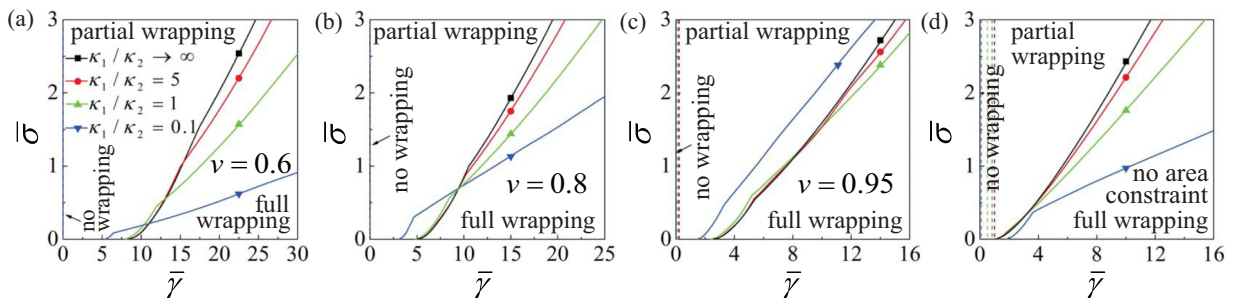 (a)
3
2
1
0
σ̄
partial wrapping
κ₁/κ₂ → ∞
κ₁/κ₂ = 5
κ₁/κ₂ = 1
κ₁/κ₂ = 0.1
no
wrapping
v = 0.6
full
wrapping
0 5 10 15 20 25 30
γ̄
(b)
3
2
1
0
σ̄
partial wrapping
no wrapping
v = 0.8
full wrapping
0 5 10 15 20 25
γ̄
(c)
3
2
1
0
σ̄
partial wrapping
no wrapping
v = 0.95
full wrapping
0 4 8 12 16
γ̄
(d)
3
2
1
0
σ̄
partial
wrapping
no wrapping
no area
constraint
full wrapping
0 4 8 12 16
γ̄